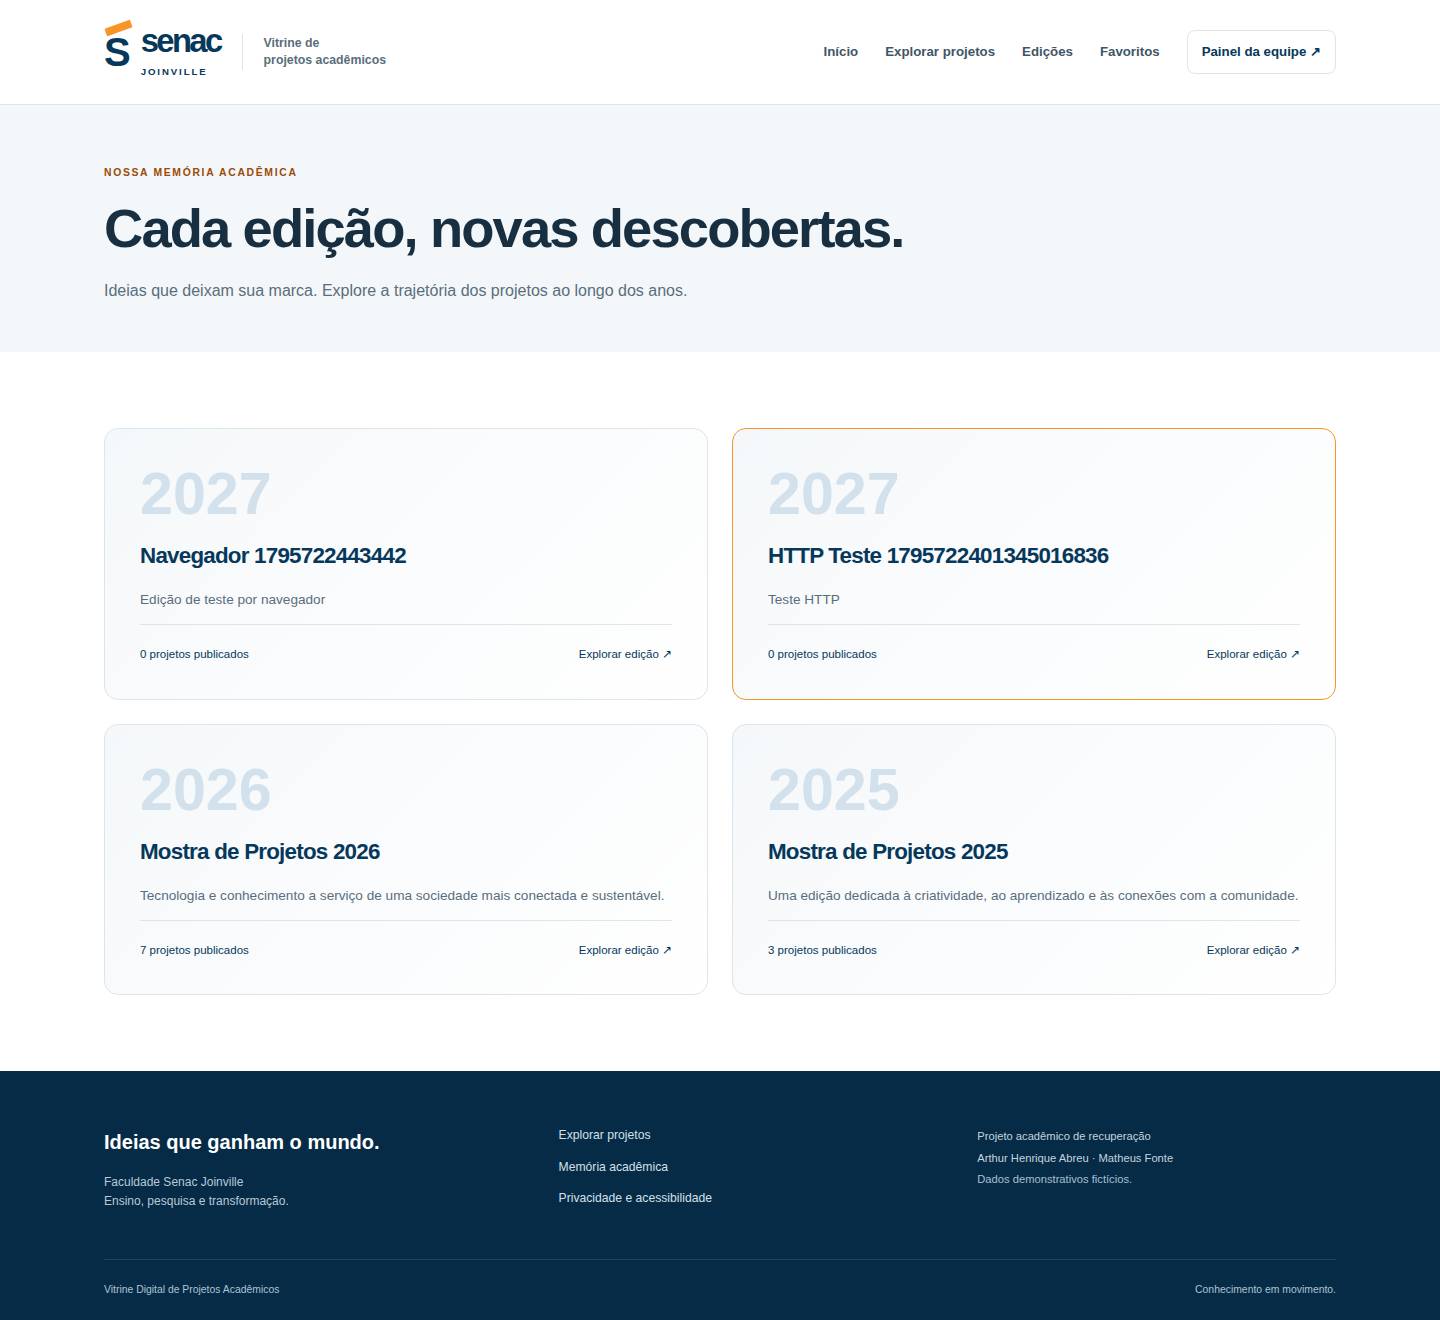 S senac
JOINVILLE
Vitrine de
projetos acadêmicos
Início
Explorar projetos
Edições
Favoritos
Painel da equipe ↗
NOSSA MEMÓRIA ACADÊMICA
Cada edição, novas descobertas.
Ideias que deixam sua marca. Explore a trajetória dos projetos ao longo dos anos.
2027
Navegador 1795722443442
Edição de teste por navegador
0 projetos publicados
Explorar edição ↗
2027
HTTP Teste 1795722401345016836
Teste HTTP
0 projetos publicados
Explorar edição ↗
2026
Mostra de Projetos 2026
Tecnologia e conhecimento a serviço de uma sociedade mais conectada e sustentável.
7 projetos publicados
Explorar edição ↗
2025
Mostra de Projetos 2025
Uma edição dedicada à criatividade, ao aprendizado e às conexões com a comunidade.
3 projetos publicados
Explorar edição ↗
Ideias que ganham o mundo.
Faculdade Senac Joinville
Ensino, pesquisa e transformação.
Explorar projetos
Memória acadêmica
Privacidade e acessibilidade
Projeto acadêmico de recuperação
Arthur Henrique Abreu · Matheus Fonte
Dados demonstrativos fictícios.
Vitrine Digital de Projetos Acadêmicos
Conhecimento em movimento.